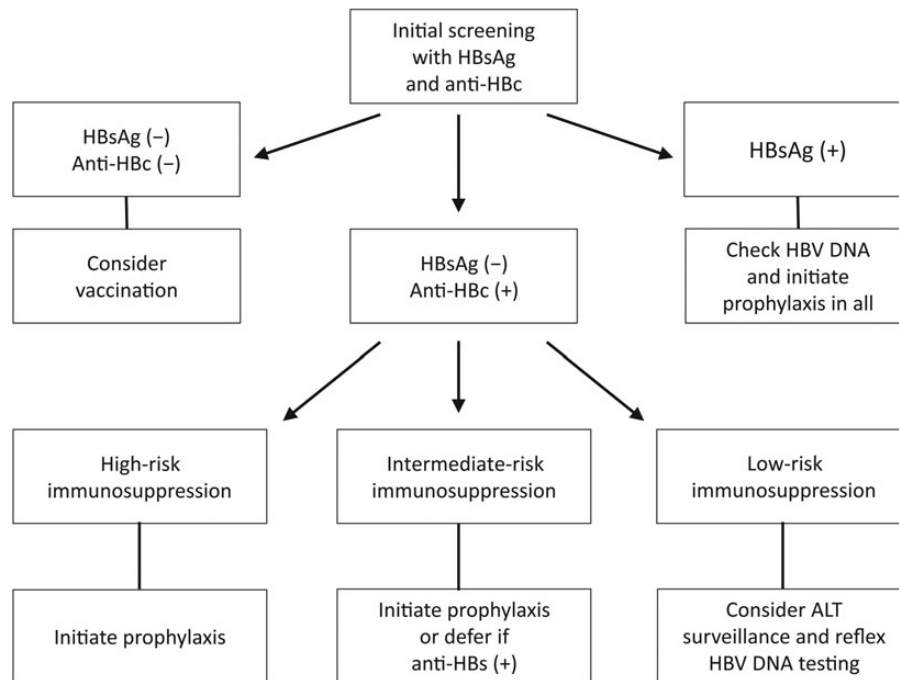 Initial screening
with HBsAg
and anti-HBc
HBsAg (−)
Anti-HBc (−)
HBsAg (+)
Consider
vaccination
HBsAg (−)
Anti-HBc (+)
Check HBV DNA
and initiate
prophylaxis in all
High-risk
immunosuppression
Intermediate-risk
immunosuppression
Low-risk
immunosuppression
Initiate prophylaxis
Initiate prophylaxis
or defer if
anti-HBs (+)
Consider ALT
surveillance and reflex
HBV DNA testing